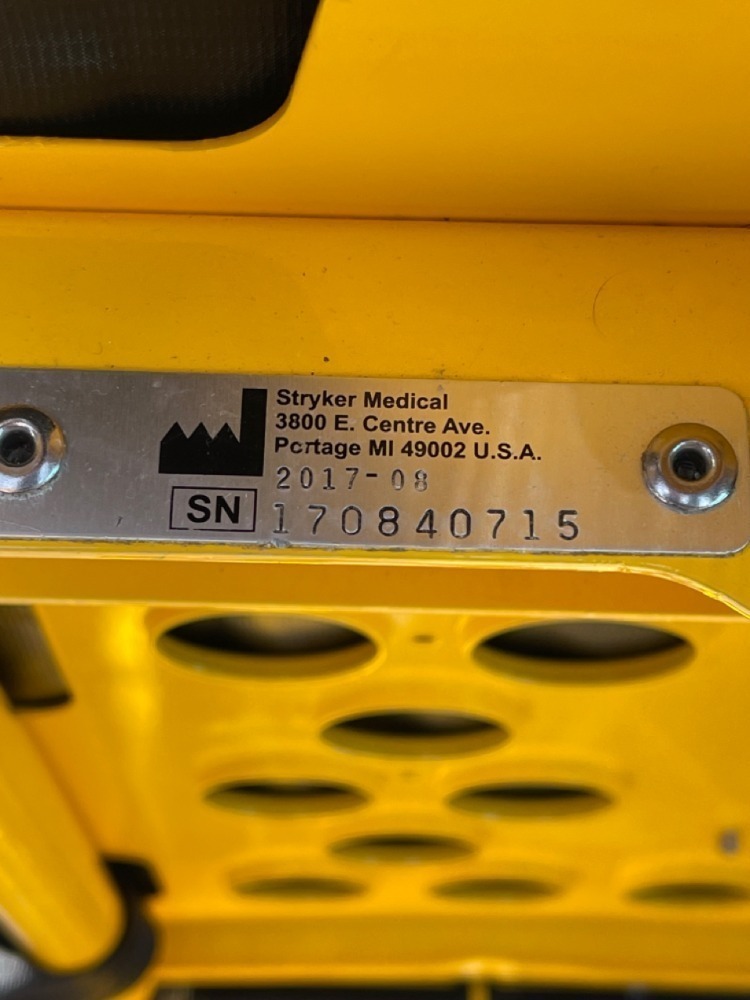 Stryker Medical
3800 E. Centre Ave.
Portage MI 49002 U.S.A.
2017-08
SN 170840715